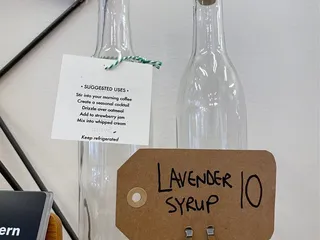 • SUGGESTED USES •
Stir into your morning coffee
Create a seasonal cocktail
Drizzle over oatmeal
Add to strawberry jam
Mix into whipped cream
Keep refrigerated
LAVENDER 10
SYRUP
ern